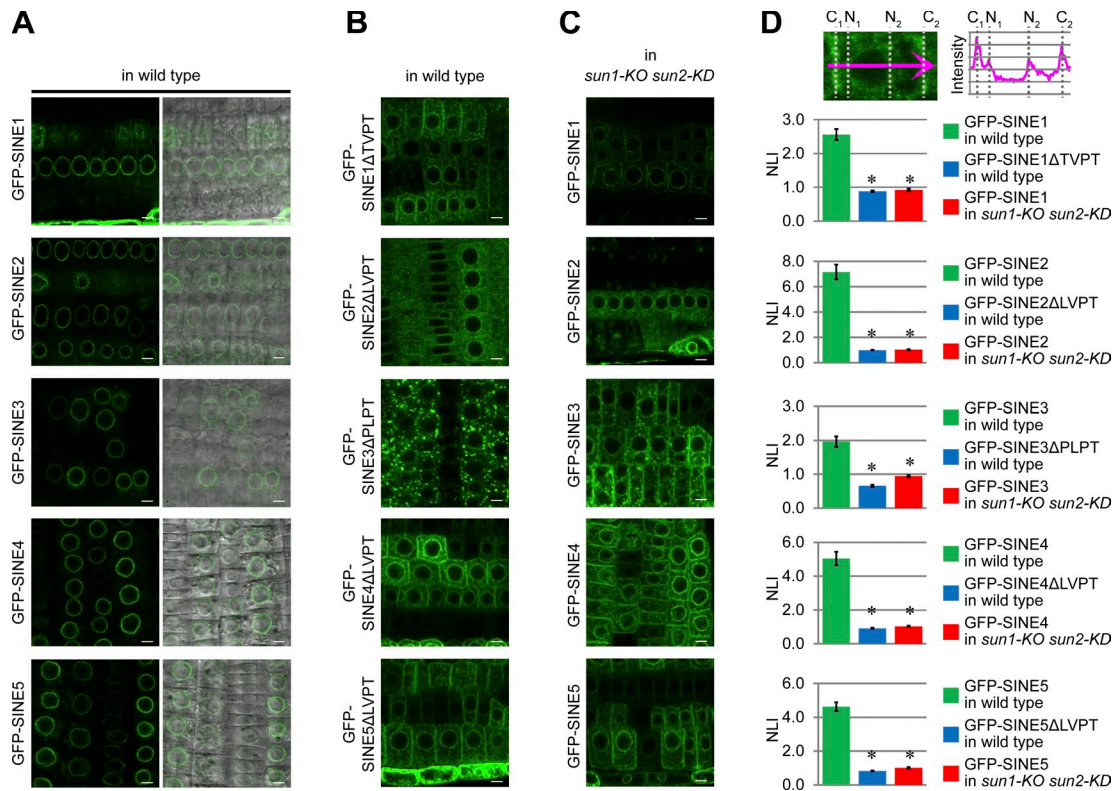 A
B
C
D
in wild type
in wild type
in
sun1-KO sun2-KD
C1 N1 N2 C2
C1 N1 N2 C2
Intensity
GFP-SINE1
GFP-
SINE1ΔTVPT
GFP-SINE1
NLI
3.0
2.0
1.0
0.0
* *
GFP-SINE1
in wild type
GFP-SINE1ΔTVPT
in wild type
GFP-SINE1
in sun1-KO sun2-KD
GFP-SINE2
GFP-
SINE2ΔLVPT
GFP-SINE2
NLI
8.0
6.0
4.0
2.0
0.0
* *
GFP-SINE2
in wild type
GFP-SINE2ΔLVPT
in wild type
GFP-SINE2
in sun1-KO sun2-KD
GFP-SINE3
GFP-
SINE3ΔPLPT
GFP-SINE3
NLI
3.0
2.0
1.0
0.0
* *
GFP-SINE3
in wild type
GFP-SINE3ΔPLPT
in wild type
GFP-SINE3
in sun1-KO sun2-KD
GFP-SINE4
GFP-
SINE4ΔLVPT
GFP-SINE4
NLI
6.0
4.0
2.0
0.0
* *
GFP-SINE4
in wild type
GFP-SINE4ΔLVPT
in wild type
GFP-SINE4
in sun1-KO sun2-KD
GFP-SINE5
GFP-
SINE5ΔLVPT
GFP-SINE5
NLI
6.0
4.0
2.0
0.0
* *
GFP-SINE5
in wild type
GFP-SINE5ΔLVPT
in wild type
GFP-SINE5
in sun1-KO sun2-KD